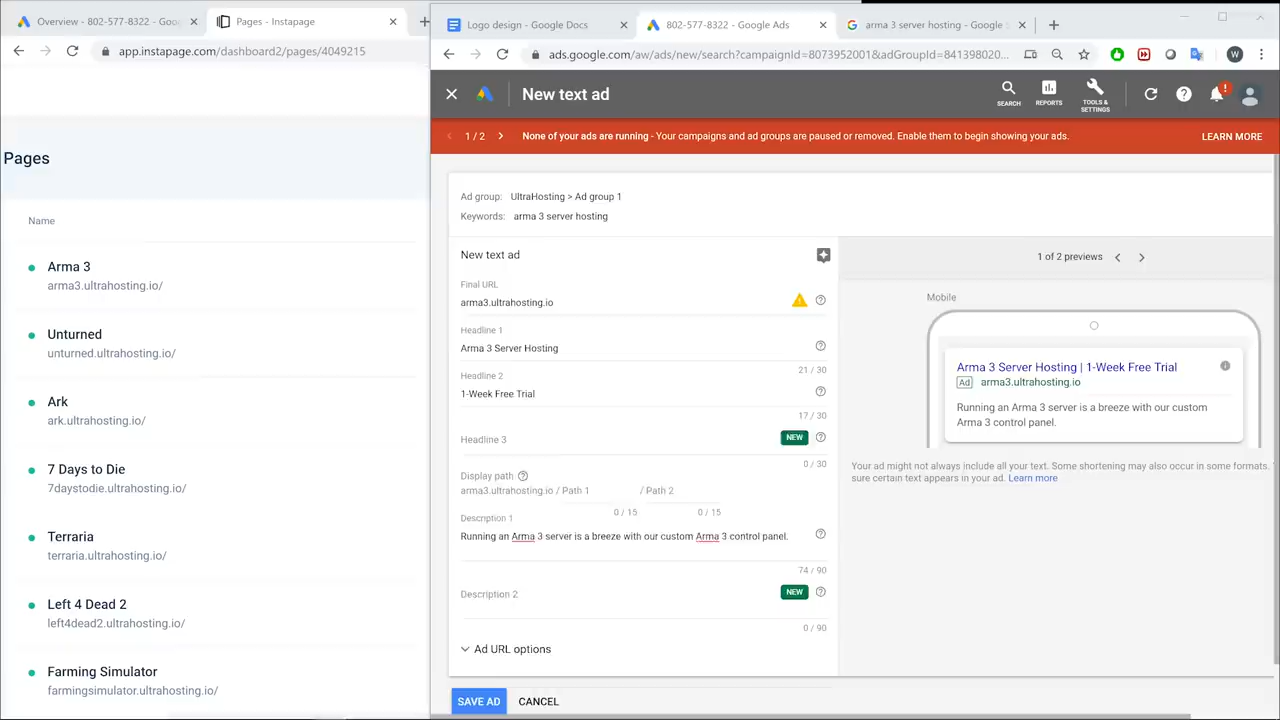 Overview - 802-577-8322 - Goog
Pages - Instapage
app.instapage.com/dashboard2/pages/4049215
Pages
Name
Arma 3
arma3.ultrahosting.io/
Unturned
unturned.ultrahosting.io/
Ark
ark.ultrahosting.io/
7 Days to Die
7daystodie.ultrahosting.io/
Terraria
terraria.ultrahosting.io/
Left 4 Dead 2
left4dead2.ultrahosting.io/
Farming Simulator
farmingsimulator.ultrahosting.io/
Logo design - Google Docs
802-577-8322 - Google Ads
arma 3 server hosting - Google S
ads.google.com/aw/ads/new/search?campaignId=8073952001&adGroupId=841398020...
W
New text ad
SEARCH
REPORTS
TOOLS &
SETTINGS
1 / 2
None of your ads are running - Your campaigns and ad groups are paused or removed. Enable them to begin showing your ads.
LEARN MORE
Ad group: UltraHosting > Ad group 1
Keywords: arma 3 server hosting
New text ad
Final URL
arma3.ultrahosting.io
Headline 1
Arma 3 Server Hosting
21 / 30
Headline 2
1-Week Free Trial
17 / 30
Headline 3
NEW
0 / 30
Display path
arma3.ultrahosting.io / Path 1 / Path 2
0 / 15 0 / 15
Description 1
Running an Arma 3 server is a breeze with our custom Arma 3 control panel.
74 / 90
Description 2
NEW
0 / 90
Ad URL options
SAVE AD
CANCEL
1 of 2 previews
Mobile
Arma 3 Server Hosting | 1-Week Free Trial
Ad arma3.ultrahosting.io
Running an Arma 3 server is a breeze with our custom
Arma 3 control panel.
Your ad might not always include all your text. Some shortening may also occur in some formats.
sure certain text appears in your ad. Learn more